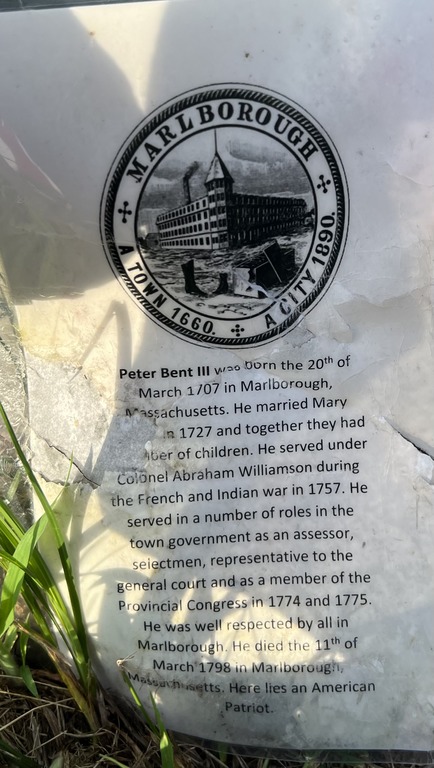 MARLBOROUGH
A TOWN 1660.
A CITY 1890.
Peter Bent III was born the 20th of
March 1707 in Marlborough,
Massachusetts. He married Mary
in 1727 and together they had
of children. He served under
Colonel Abraham Williamson during
the French and Indian war in 1757. He
served in a number of roles in the
town government as an assessor,
selectmen, representative to the
general court and as a member of the
Provincial Congress in 1774 and 1775.
He was well respected by all in
Marlborough. He died the 11th of
March 1798 in Marlborough,
Massachusetts. Here lies an American
Patriot.